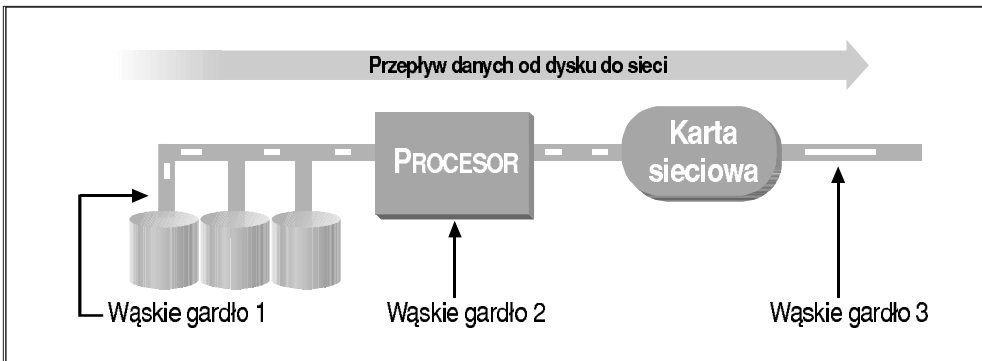 Przepływ danych od dysku do sieci
PROCESOR
Karta
sieciowa
Wąskie gardło 1
Wąskie gardło 2
Wąskie gardło 3